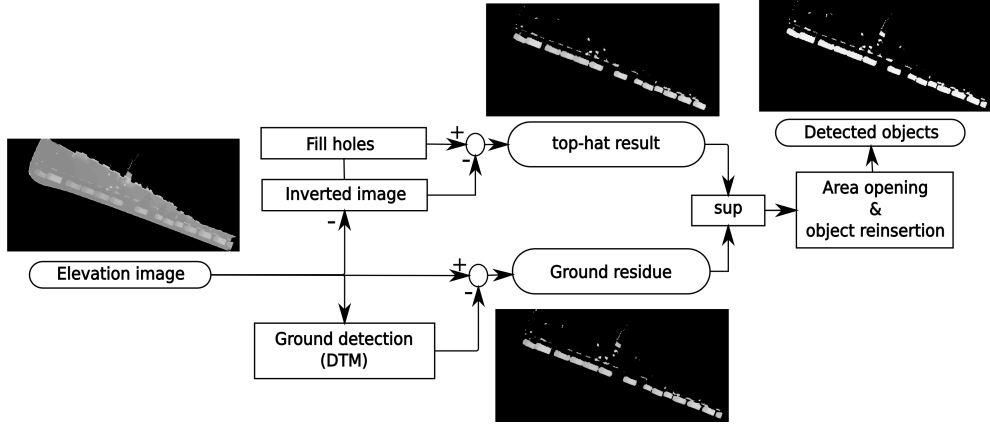 Detected objects
Fill holes
+
-
top-hat result
Inverted image
Area opening
&
object reinsertion
sup
-
Elevation image
+
-
Ground residue
Ground detection
(DTM)